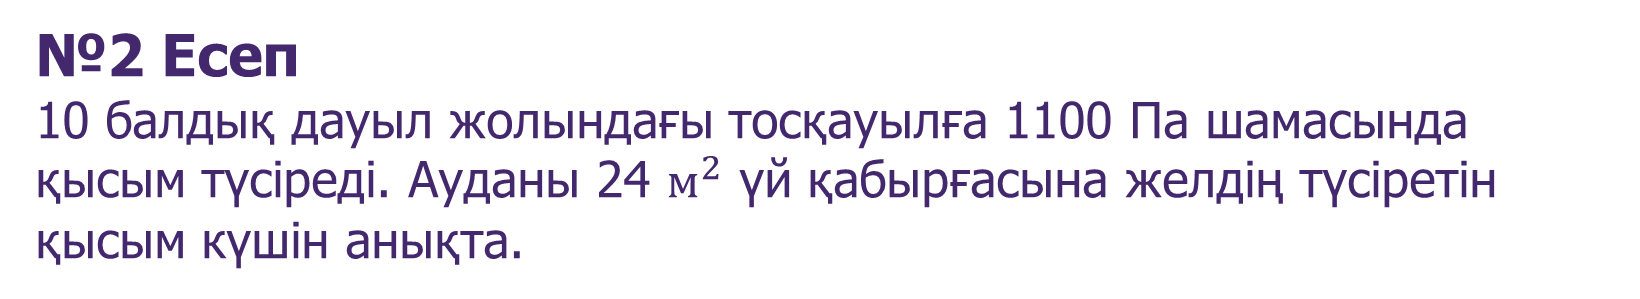 №2 Есеп
10 балдық дауыл жолындағы тосқауылға 1100 Па шамасында
қысым түсіреді. Ауданы 24 м² үй қабырғасына желдің түсіретін
қысым күшін анықта.